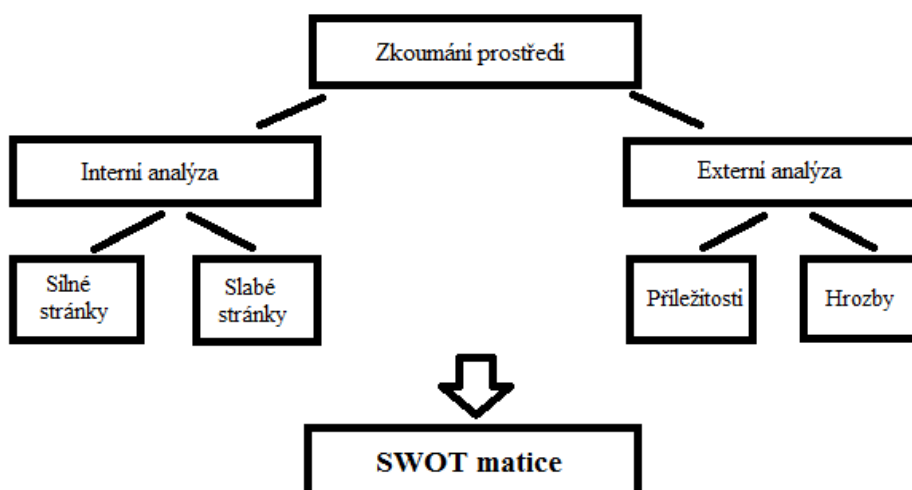 Zkoumání prostředí
Interní analýza
Externí analýza
Silné
stránky
Slabé
stránky
Příležitosti
Hrozby
SWOT matice